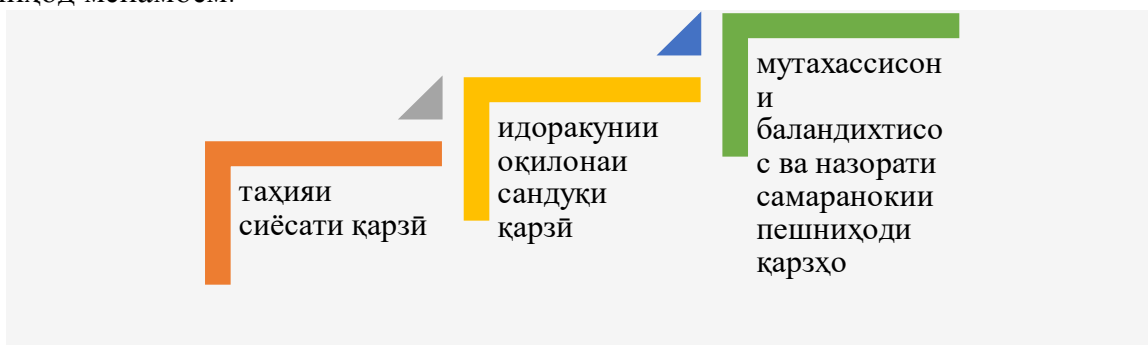 таҳияи
сиёсати қарзӣ
идоракунии
оқилонаи
сандуқи
қарзӣ
мутахассисон
и
баландихтисо
с ва назорати
самаранокии
пешниҳоди
қарзҳо